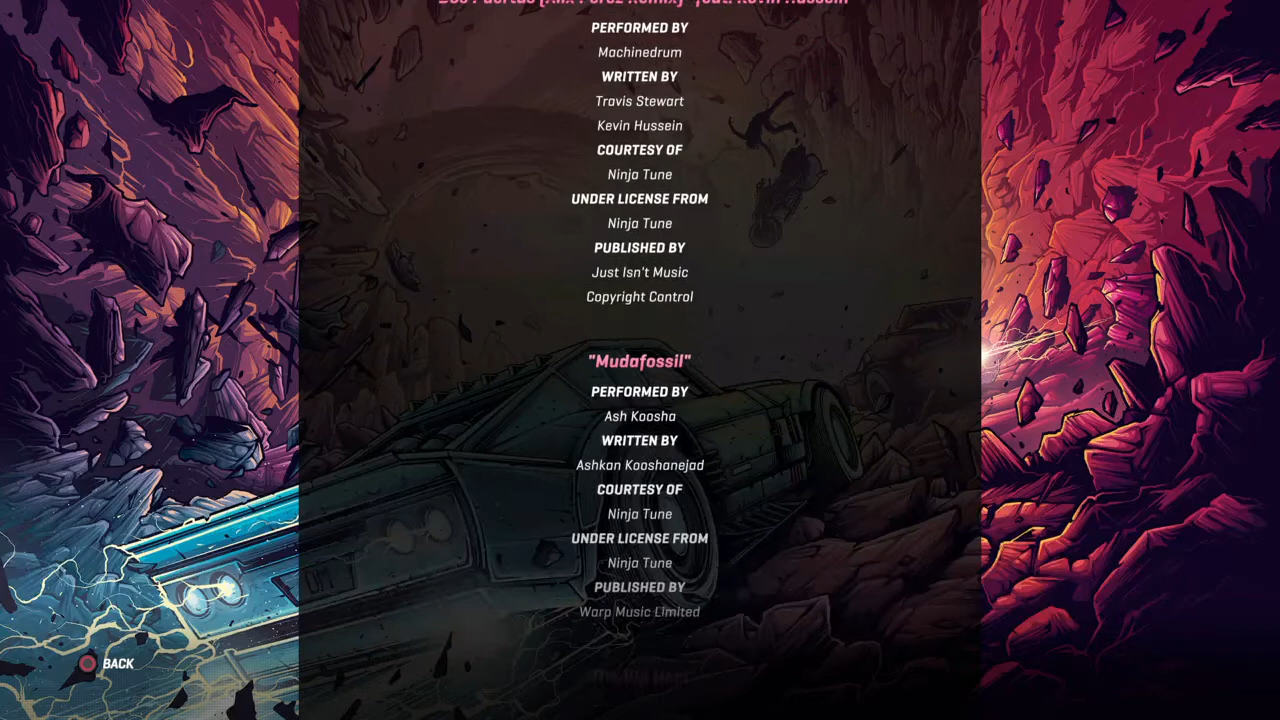 PERFORMED BY
Machinedrum
WRITTEN BY
Travis Stewart
Kevin Hussein
COURTESY OF
Ninja Tune
UNDER LICENSE FROM
Ninja Tune
PUBLISHED BY
Just Isn't Music
Copyright Control
"Mudafossil"
PERFORMED BY
Ash Koosha
WRITTEN BY
Ashkan Kooshanejad
COURTESY OF
Ninja Tune
UNDER LICENSE FROM
Ninja Tune
PUBLISHED BY
Warp Music Limited
BACK